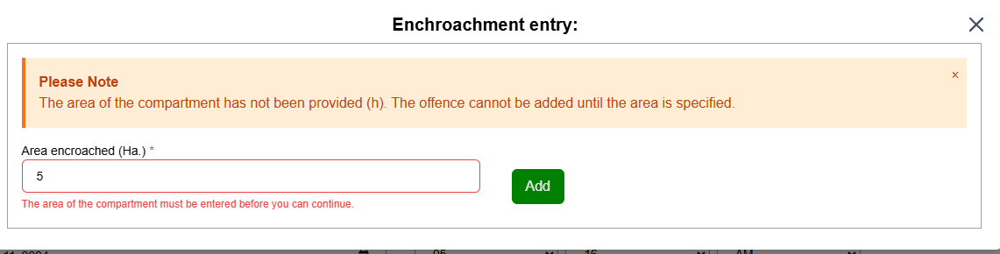 Enchroachment entry:
Please Note
The area of the compartment has not been provided (h). The offence cannot be added until the area is specified.
Area encroached (Ha.) *
5
Add
The area of the compartment must be entered before you can continue.